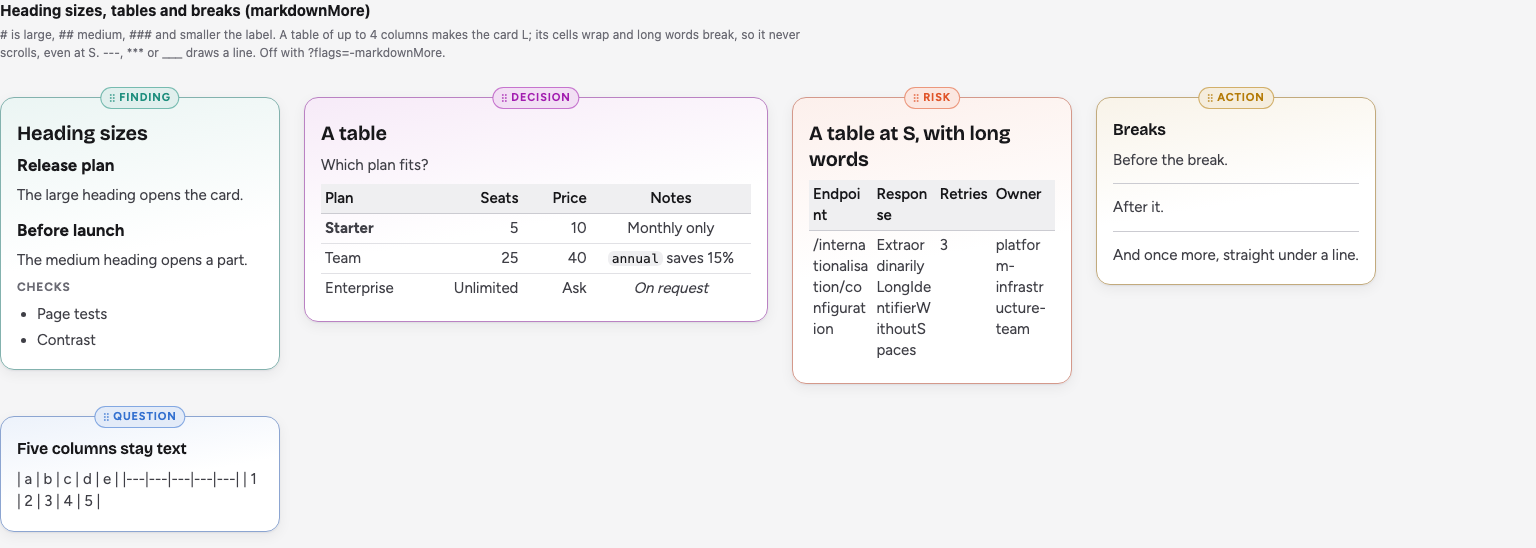 Heading sizes, tables and breaks (markdownMore)
# is large, ## medium, ### and smaller the label. A table of up to 4 columns makes the card L; its cells wrap and long words break, so it never
scrolls, even at S. ---, *** or ___ draws a line. Off with ?flags=-markdownMore.
FINDING
Heading sizes
Release plan
The large heading opens the card.
Before launch
The medium heading opens a part.
CHECKS
• Page tests
• Contrast
DECISION
A table
Which plan fits?
Plan Seats Price Notes
Starter 5 10 Monthly only
Team 25 40 annual saves 15%
Enterprise Unlimited Ask On request
RISK
A table at S, with long
words
Endpoi Respon Retries Owner
nt se
/interna Extraor 3 platfor
tionalisa dinarily m-
tion/co LongIde infrastr
nfigurat ntifierW ucture-
ion ithoutS team
paces
ACTION
Breaks
Before the break.
After it.
And once more, straight under a line.
QUESTION
Five columns stay text
| a | b | c | d | e | |---|---|---|---|---| | 1
| 2 | 3 | 4 | 5 |